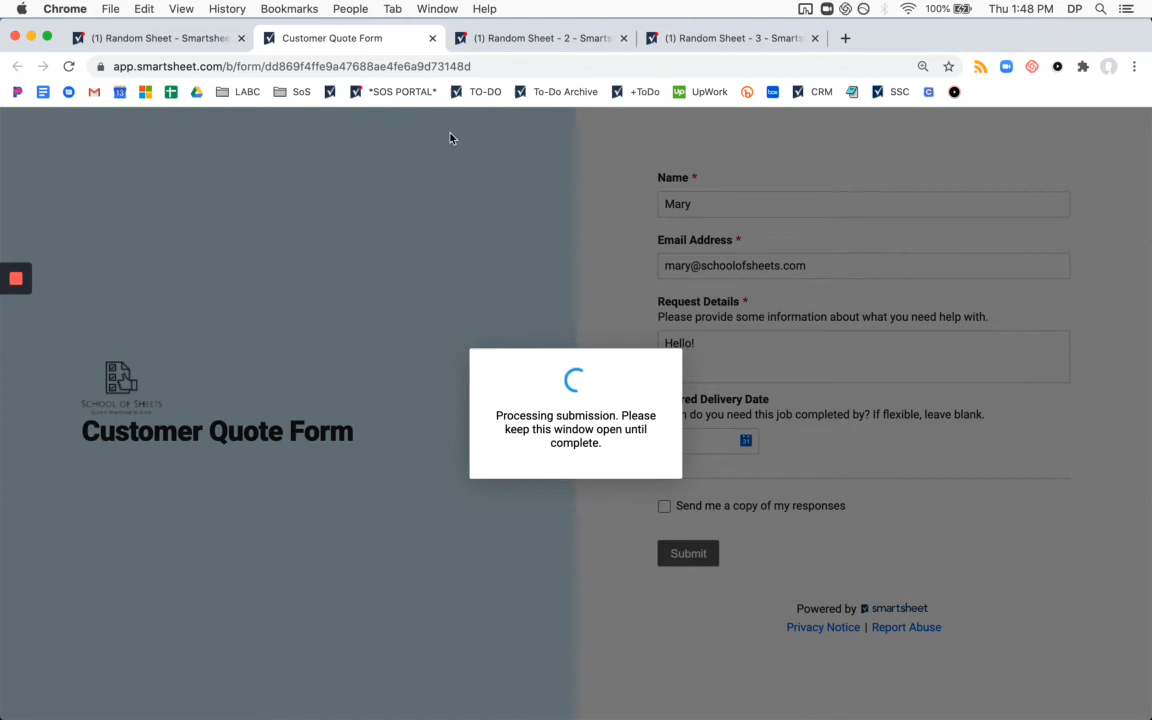 Chrome File Edit View History Bookmarks People Tab Window Help 100% Thu 1:48 PM DP
(1) Random Sheet - Smartshee Customer Quote Form (1) Random Sheet - 2 - Smarts (1) Random Sheet - 3 - Smarts
app.smartsheet.com/b/form/dd869f4ffe9a47688ae4fe6a9d73148d
LABC SoS *SOS PORTAL* TO-DO To-Do Archive +ToDo UpWork CRM SSC
Name *
Mary
Email Address *
mary@schoolofsheets.com
Request Details *
Please provide some information about what you need help with.
Hello!
red Delivery Date
do you need this job completed by? If flexible, leave blank.
31
Processing submission. Please
keep this window open until
complete.
SCHOOL OF SHEETS
Customer Quote Form
Send me a copy of my responses
Submit
Powered by smartsheet
Privacy Notice | Report Abuse